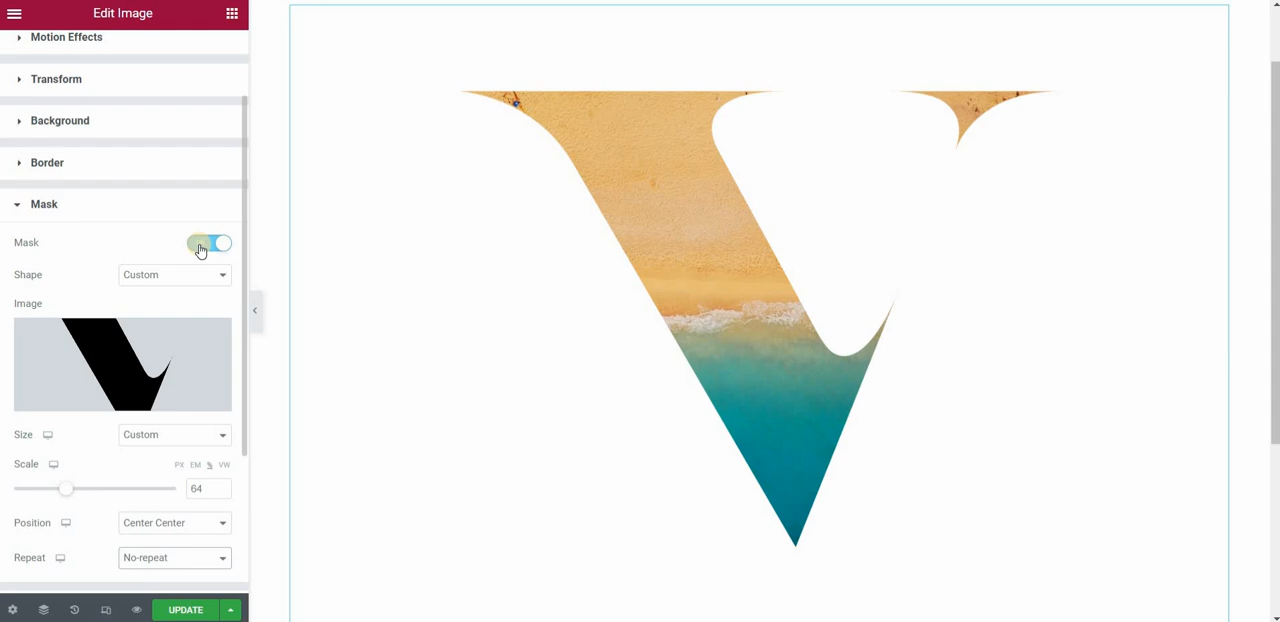 Edit Image
Motion Effects
Transform
Background
Border
Mask
Mask
Shape
Custom
Image
Size
Custom
Scale
PX EM % VW
64
Position
Center Center
Repeat
No-repeat
UPDATE